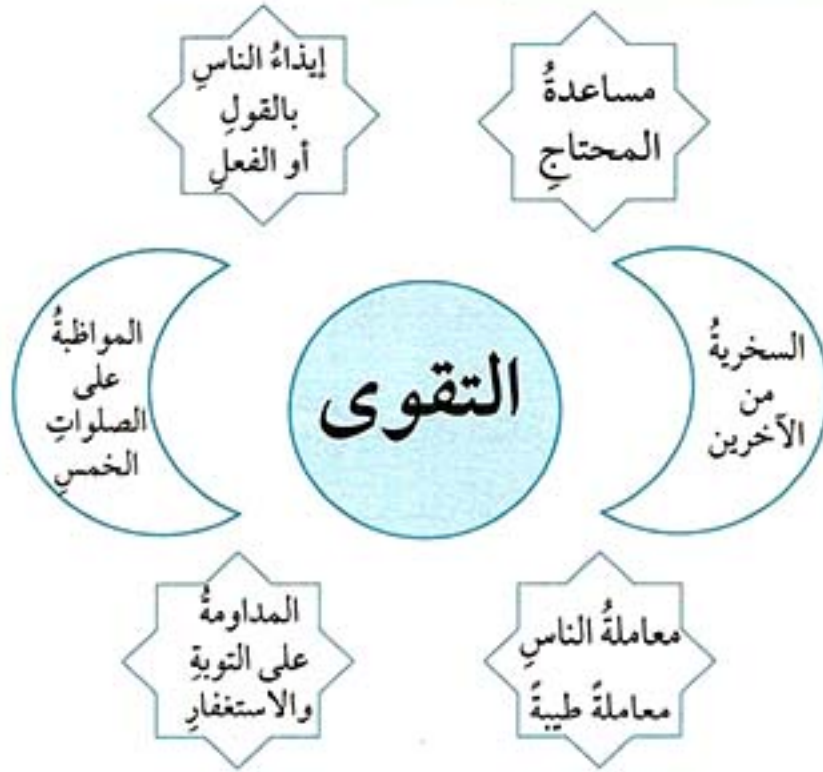 مساعدةُ
المحتاجِ
إيذاءُ الناسِ
بالقولِ
أو الفعلِ
السخريةُ
من
الآخرين
التقوى
المواظبةُ
على
الصلواتِ
الخمسِ
معاملةُ الناسِ
معاملةً طيبةً
المداومةُ
على التوبةِ
والاستغفارِ